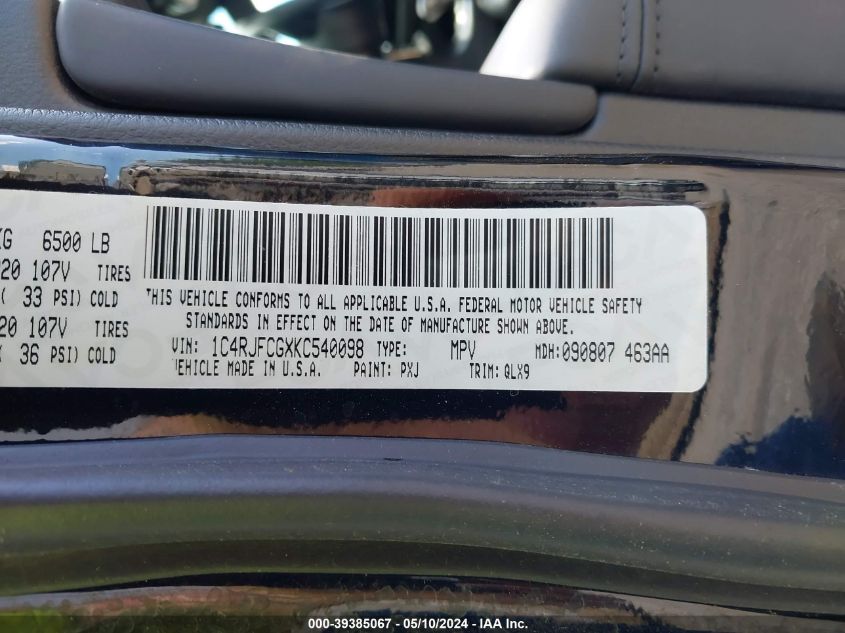 6500 LB
20 107V TIRES
( 33 PSI) COLD
THIS VEHICLE CONFORMS TO ALL APPLICABLE U.S.A. FEDERAL MOTOR VEHICLE SAFETY
20 107V TIRES
STANDARDS IN EFFECT ON THE DATE OF MANUFACTURE SHOWN ABOVE.
( 36 PSI) COLD
VIN: 1C4RJFCGXKC540098 TYPE: MPV MDH:090807 463AA
VEHICLE MADE IN U.S.A. PAINT: PXJ TRIM: QLX9
000-39385067 - 05/10/2024 - IAA Inc.